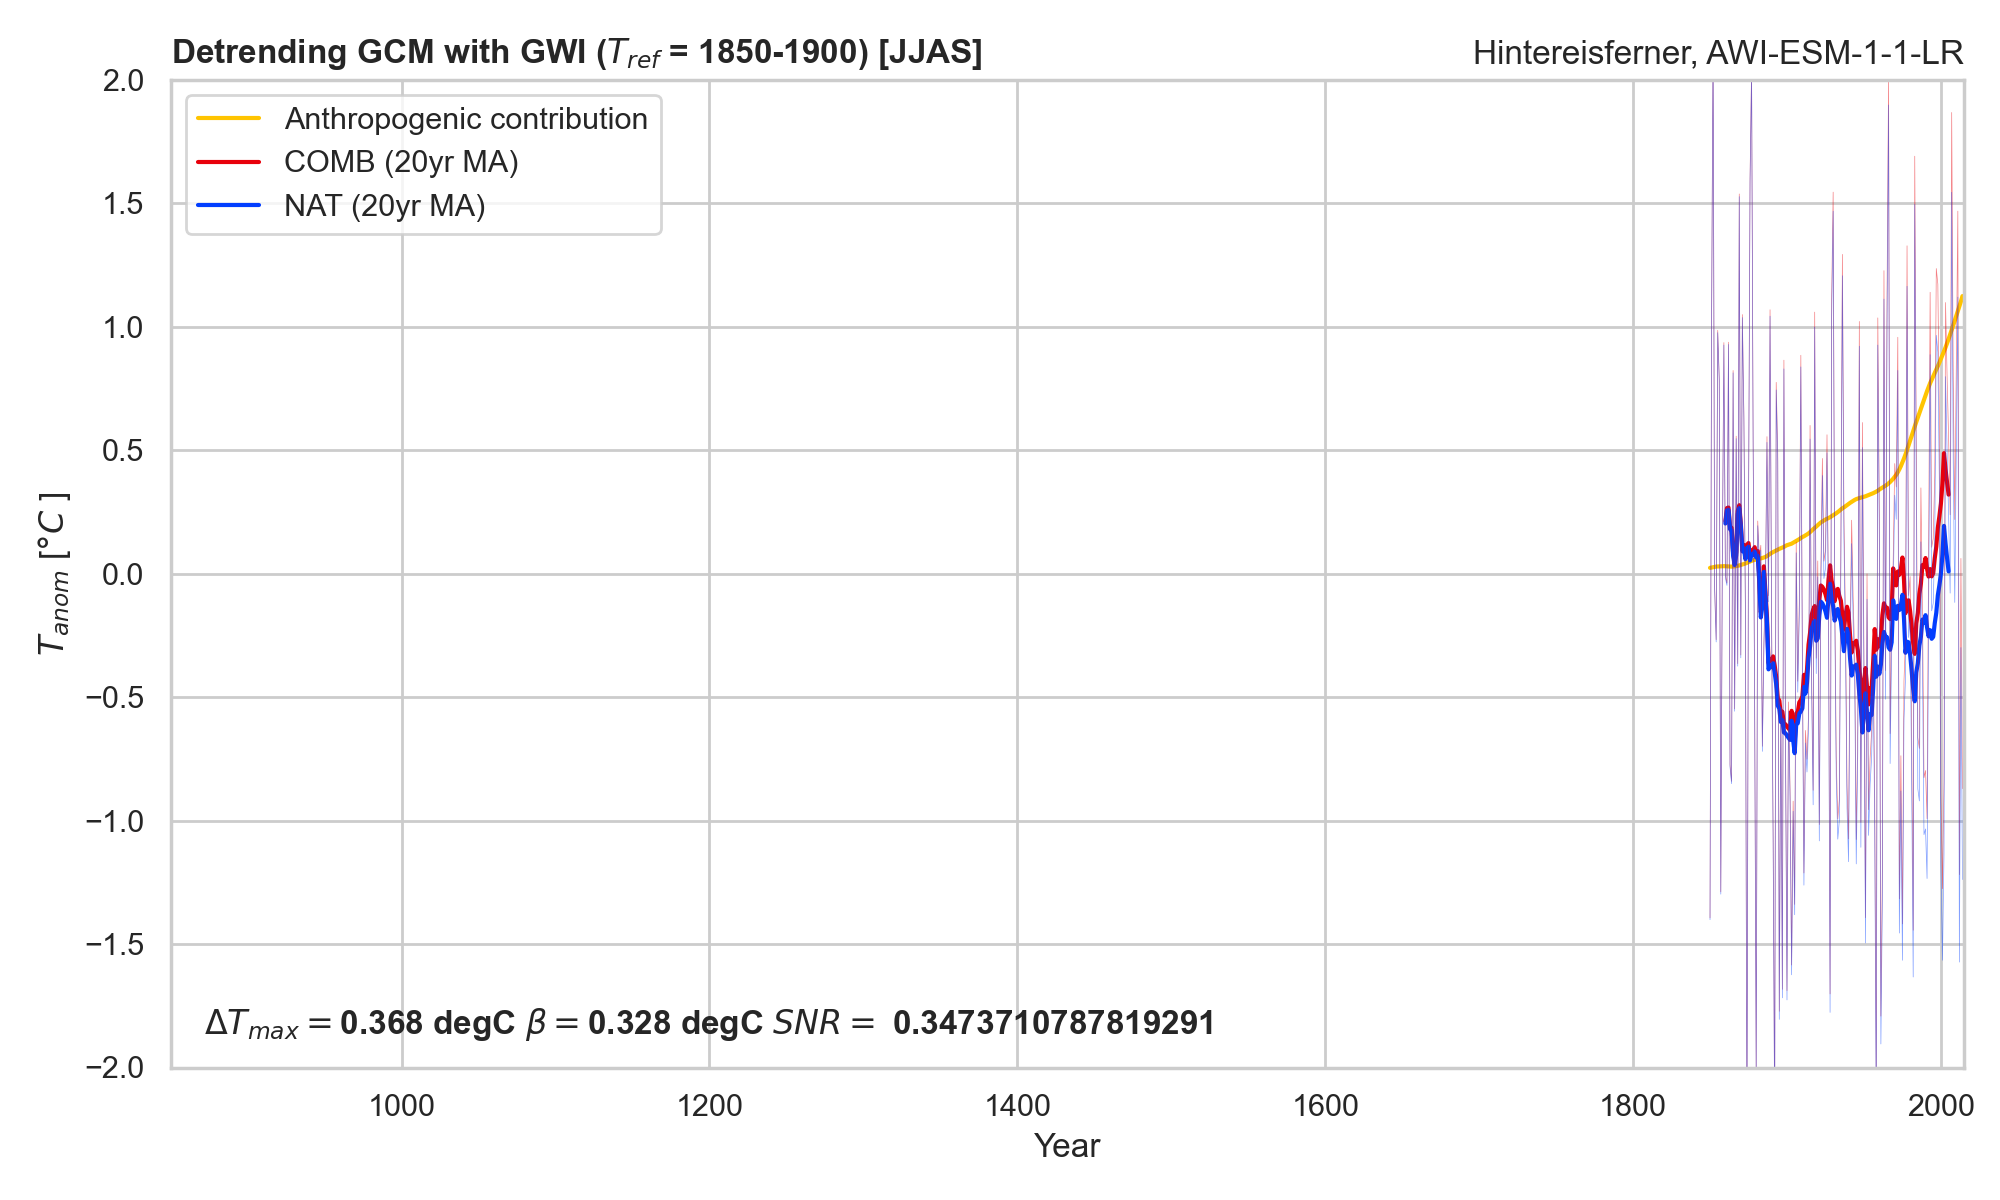 Detrending GCM with GWI (T_ref = 1850-1900) [JJAS]
Hintereisferner, AWI-ESM-1-1-LR
2.0
1.5
1.0
0.5
0.0
−0.5
−1.0
−1.5
−2.0
T_anom [°C ]
Anthropogenic contribution
COMB (20yr MA)
NAT (20yr MA)
ΔT_max = 0.368 degC β = 0.328 degC SNR = 0.3473710787819291
1000 1200 1400 1600 1800 2000
Year